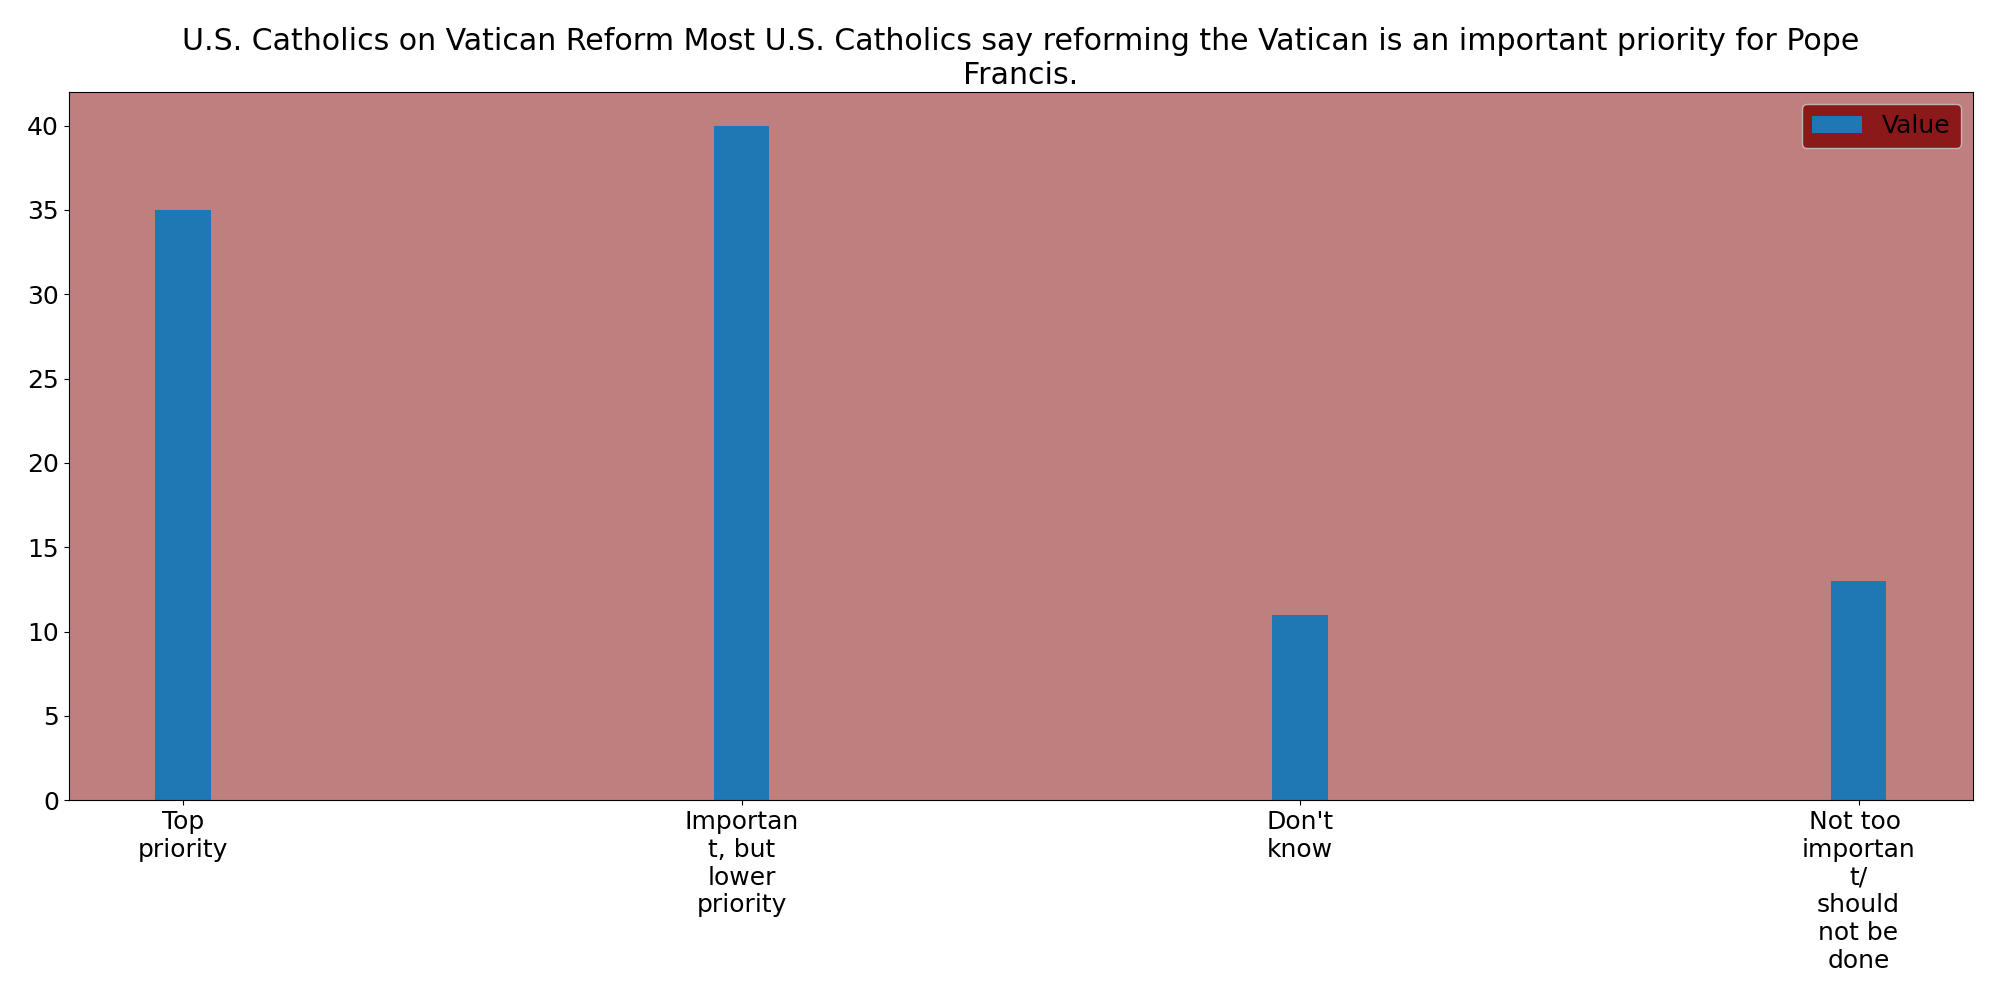 U.S. Catholics on Vatican Reform Most U.S. Catholics say reforming the Vatican is an important priority for Pope
Francis.
Value
40
35
30
25
20
15
10
5
0
Top
priority
Importan
t, but
lower
priority
Don't
know
Not too
importan
t/
should
not be
done